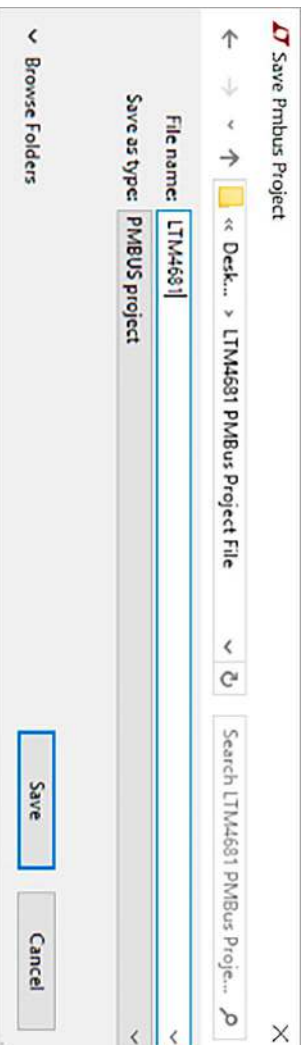 Save Pmbus Project
« Desk... > LTM4681 PMBus Project File
Search LTM4681 PMBus Proje...
File name: LTM4681
Save as type: PMBUS project
Browse Folders
Save
Cancel